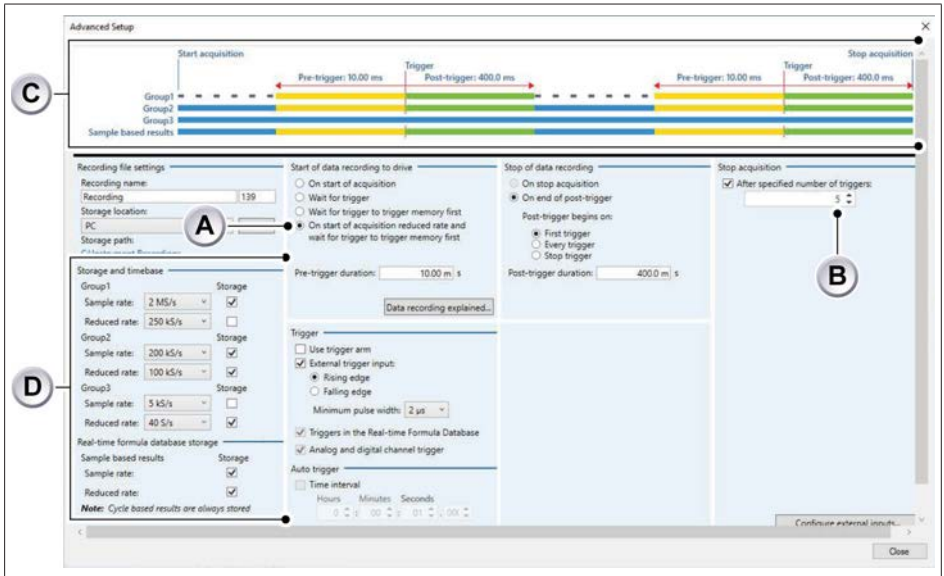 Advanced Setup
Start acquisition
Stop acquisition
Trigger
Trigger
Pre-trigger: 10.00 ms
Post-trigger: 400.0 ms
Pre-trigger: 10.00 ms
Post-trigger: 400.0 ms
C
Group1
Group2
Group3
Sample based results
Recording file settings
Recording name:
Recording 139
Storage location:
PC
Storage path:
A
Start of data recording to drive
On start of acquisition
Wait for trigger
Wait for trigger to trigger memory first
On start of acquisition reduced rate and
wait for trigger to trigger memory first
Pre-trigger duration: 10.00 m s
Data recording explained...
Stop of data recording
On stop acquisition
On end of post-trigger
Post-trigger begins on:
First trigger
Every trigger
Stop trigger
Post-trigger duration: 400.0 m s
Stop acquisition
After specified number of triggers:
5
B
D
Storage and timebase
Group1 Storage
Sample rate: 2 MS/s
Reduced rate: 250 kS/s
Group2 Storage
Sample rate: 200 kS/s
Reduced rate: 100 kS/s
Group3 Storage
Sample rate: 5 kS/s
Reduced rate: 40 S/s
Real-time formula database storage
Sample based results Storage
Sample rate:
Reduced rate:
Note: Cycle based results are always stored
Trigger
Use trigger arm
External trigger input:
Rising edge
Falling edge
Minimum pulse width: 2 µs
Triggers in the Real-time Formula Database
Analog and digital channel trigger
Auto trigger
Time interval
Hours Minutes Seconds
0 : 00 : 01
Configure external inputs...
Close